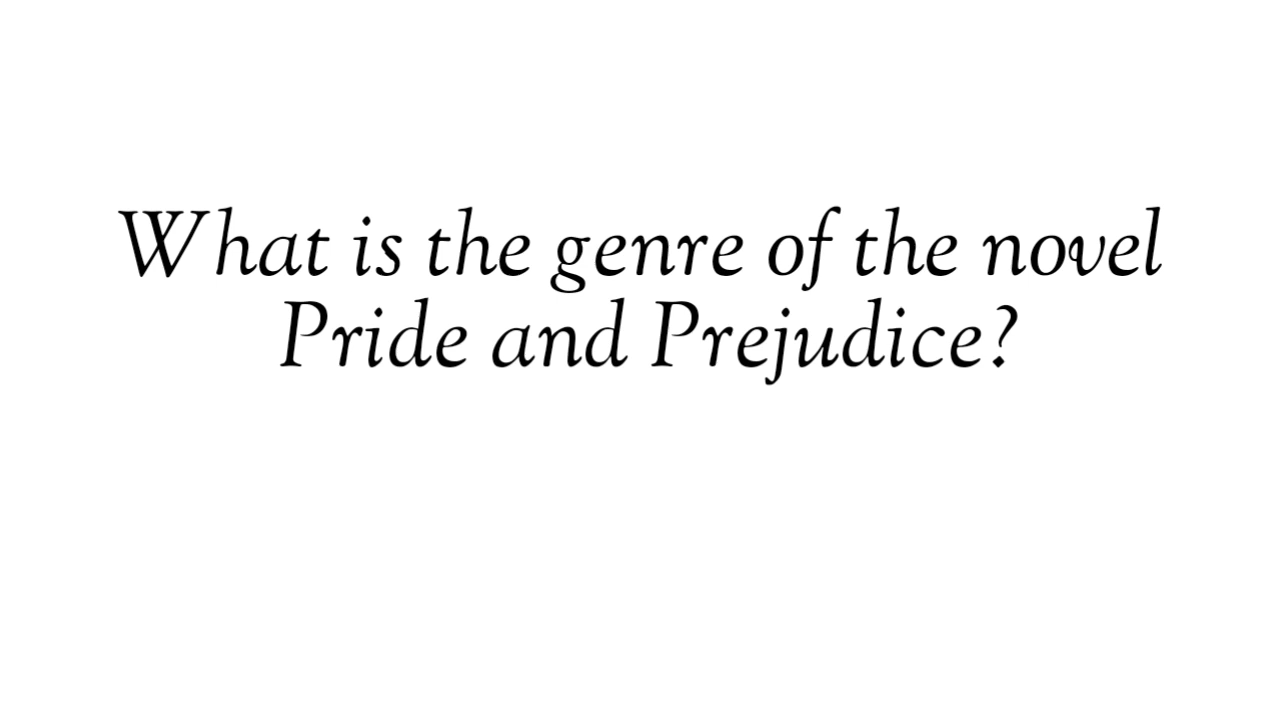 What is the genre of the novel
Pride and Prejudice?